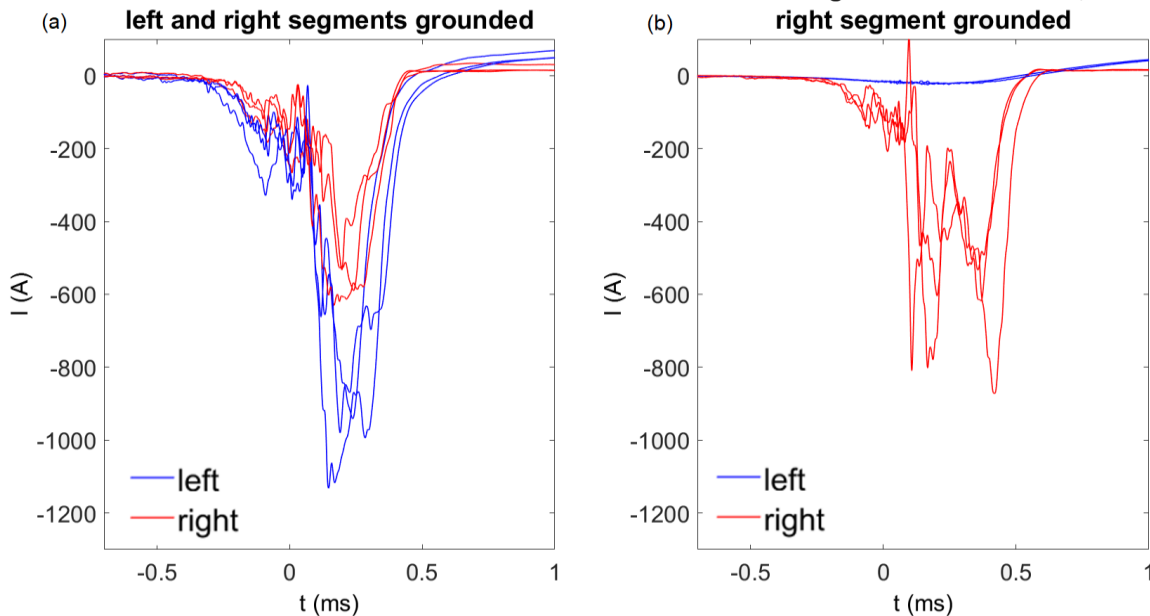 (a)
left and right segments grounded
0
-200
-400
-600
-800
-1000
-1200
I (A)
left
right
-0.5
0
0.5
1
t (ms)
(b)
right segment grounded
0
-200
-400
-600
-800
-1000
-1200
I (A)
left
right
-0.5
0
0.5
1
t (ms)